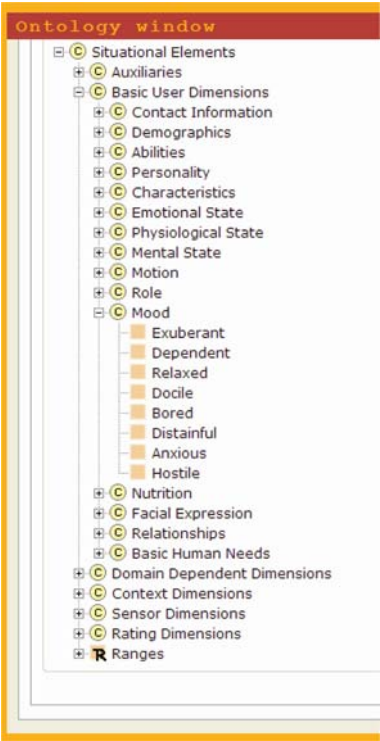 Ontology window
C Situational Elements
C Auxiliaries
C Basic User Dimensions
C Contact Information
C Demographics
C Abilities
C Personality
C Characteristics
C Emotional State
C Physiological State
C Mental State
C Motion
C Role
C Mood
Exuberant
Dependent
Relaxed
Docile
Bored
Distainful
Anxious
Hostile
C Nutrition
C Facial Expression
C Relationships
C Basic Human Needs
C Domain Dependent Dimensions
C Context Dimensions
C Sensor Dimensions
C Rating Dimensions
R Ranges